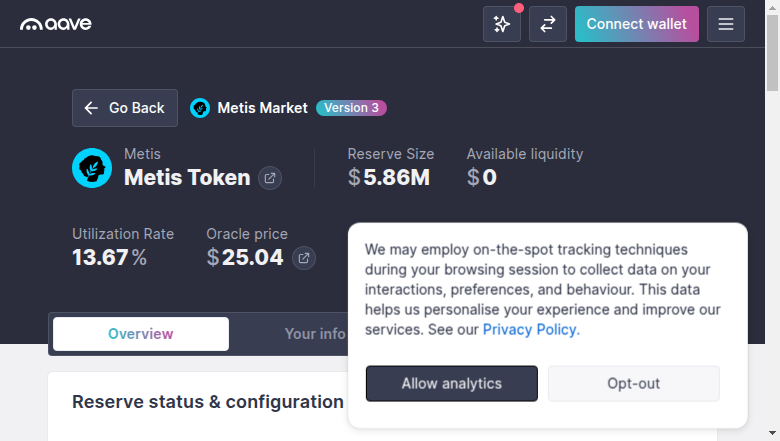 aave
Connect wallet
Go Back
Metis Market
Version 3
Metis
Metis Token
Reserve Size
$5.86M
Available liquidity
$0
Utilization Rate
13.67%
Oracle price
$25.04
We may employ on-the-spot tracking techniques
during your browsing session to collect data on your
interactions, preferences, and behaviour. This data
helps us personalise your experience and improve our
services. See our Privacy Policy.
Allow analytics
Opt-out
Overview
Your info
Reserve status & configuration